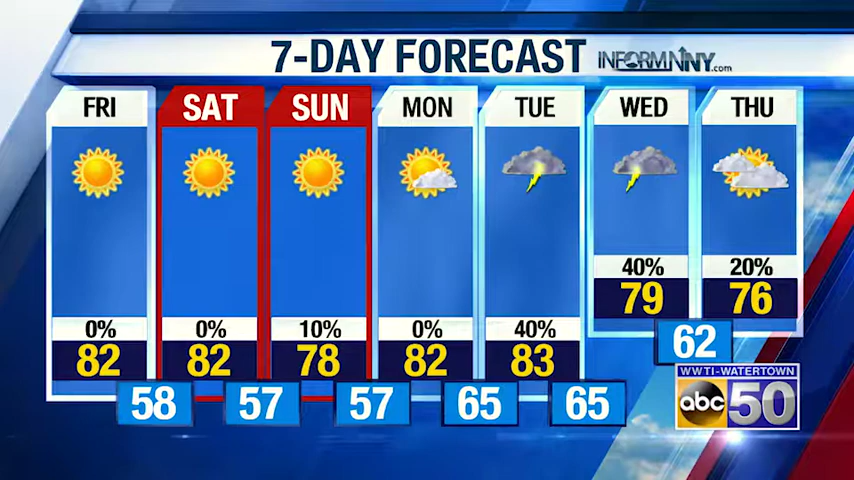 7-DAY FORECAST INFORMNNY.com
FRI SAT SUN MON TUE WED THU
40% 20%
79 76
0% 0% 10% 0% 40%
82 82 78 82 83
62
WWTI-WATERTOWN
58 57 57 65 65
abc 50